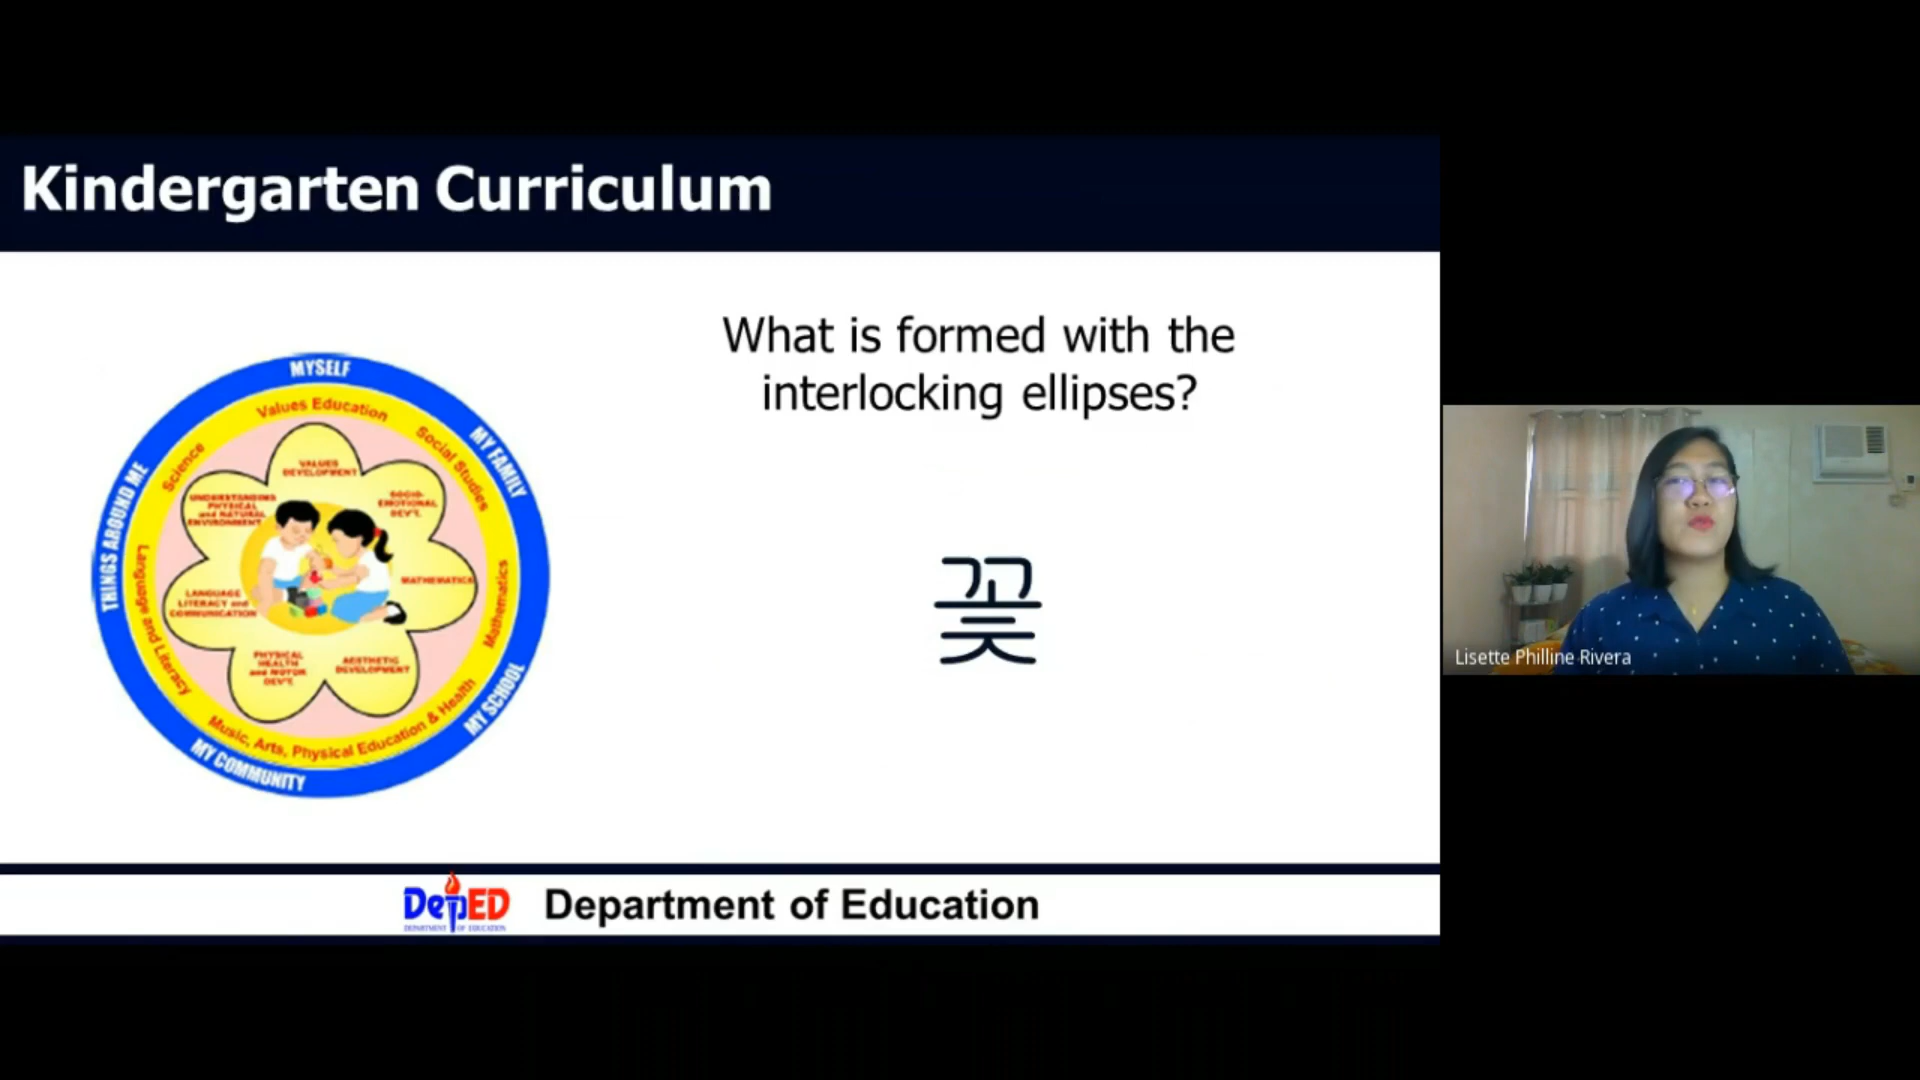 Kindergarten Curriculum
What is formed with the
interlocking ellipses?
꽃
MYSELF
MY FAMILY
MY SCHOOL
MY COMMUNITY
THINGS AROUND ME
Values Education
Social Studies
Mathematics
Music, Arts, Physical Education & Health
Language and Literacy
Science
VALUES
DEVELOPMENT
SOCIO-
EMOTIONAL
DEV'T.
MATHEMATICS
AESTHETIC
DEVELOPMENT
PHYSICAL
HEALTH
and MOTOR
DEV'T.
LANGUAGE
LITERACY and
COMMUNICATION
UNDERSTANDING
PHYSICAL
and NATURAL
ENVIRONMENT
Lisette Philline Rivera
DepED
DEPARTMENT OF EDUCATION
Department of Education